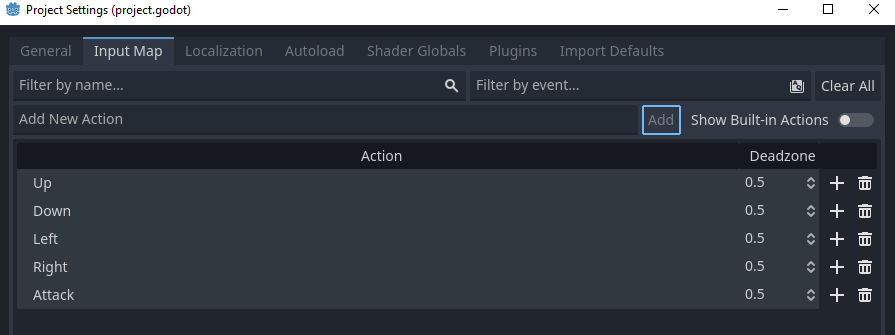 Project Settings (project.godot)
General Input Map Localization Autoload Shader Globals Plugins Import Defaults
Filter by name... Filter by event... Clear All
Add New Action Add Show Built-in Actions
Action Deadzone
Up 0.5
Down 0.5
Left 0.5
Right 0.5
Attack 0.5